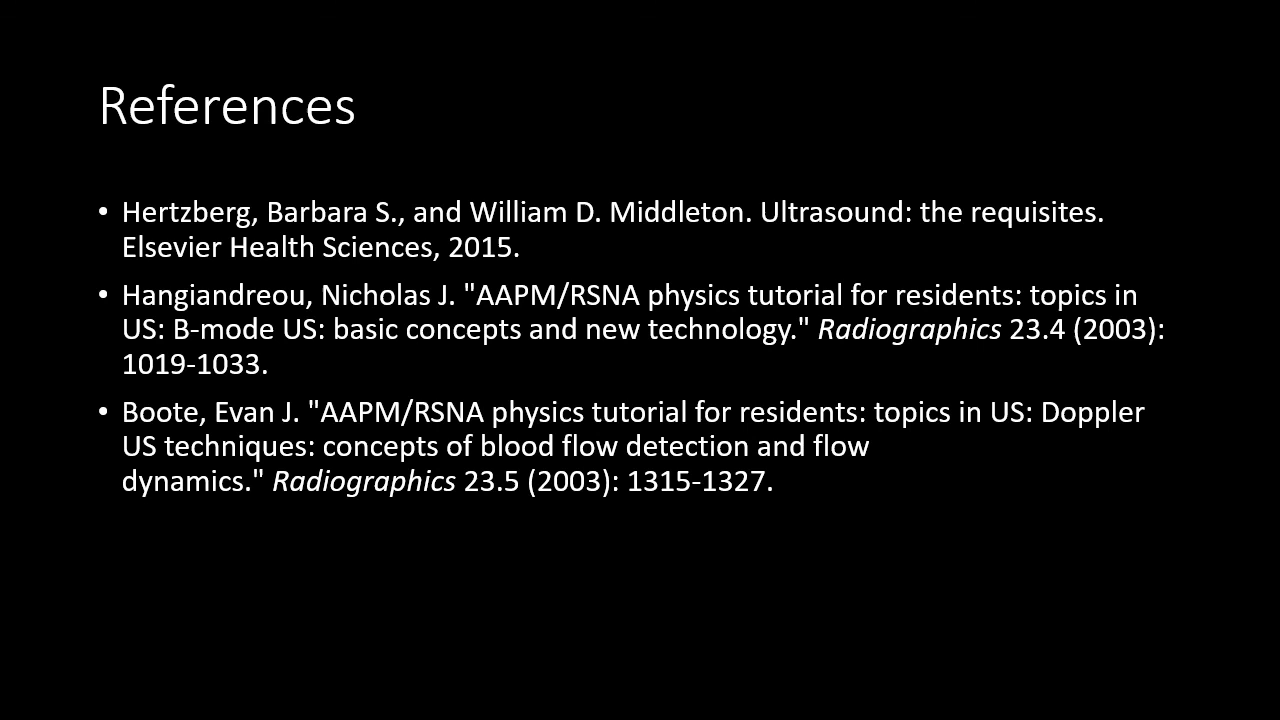 References
• Hertzberg, Barbara S., and William D. Middleton. Ultrasound: the requisites.
Elsevier Health Sciences, 2015.
• Hangiandreou, Nicholas J. "AAPM/RSNA physics tutorial for residents: topics in
US: B-mode US: basic concepts and new technology." Radiographics 23.4 (2003):
1019-1033.
• Boote, Evan J. "AAPM/RSNA physics tutorial for residents: topics in US: Doppler
US techniques: concepts of blood flow detection and flow
dynamics." Radiographics 23.5 (2003): 1315-1327.